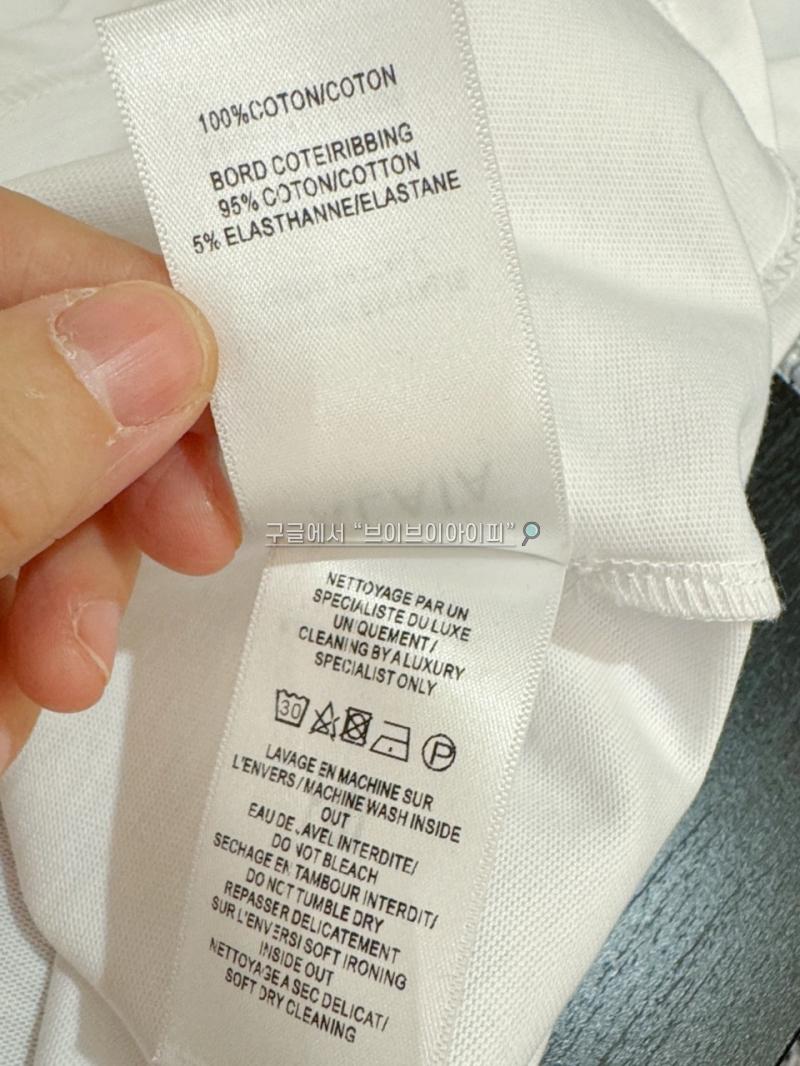 100%COTON/COTON
BORD COTEIRIBBING
95% COTON/COTTON
5% ELASTHANNE/ELASTANE
구글에서 “브이브이아이피”
NETTOYAGE PAR UN
SPECIALISTE DU LUXE
UN QUEMENT/
CLEANING BY A LUXURY
SPECIALIST ONLY
30
P
LAVAGE EN MACHINE SUR
L'ENVERS / MACHINE WASH INSIDE
OUT
EAU DE JAVEL INTERDITE/
DO NOT BLEACH
SECHAGE EN TAMBOUR INTERDIT/
DO NCT TUMBLE DRY
REPASSER DELICATEMENT
SUR L'ENVERSI SOFT IRONING
INSIDE OUT
NETTOYAGE A SEC DELICAT/
SOFT DRY CLEANING